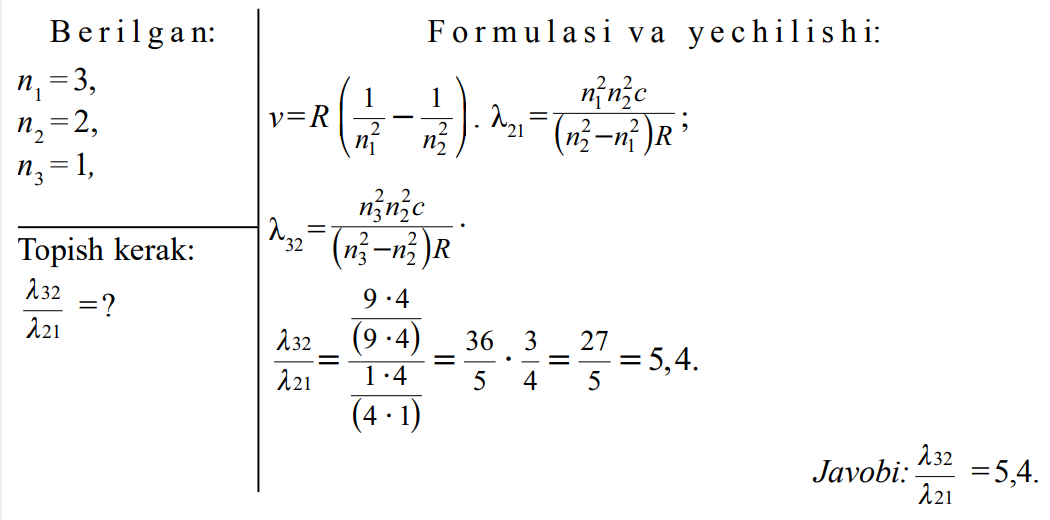 Berilgan:
n₁ = 3,
n₂ = 2,
n₃ = 1,
Topish kerak:
λ₃₂/λ₂₁ = ?
Formulasi va yechilishi:
ν=R(1/n₁² − 1/n₂²). λ₂₁ = n₁²n₂²c/((n₂²−n₁²)R);
λ₃₂ = n₃²n₂²c/((n₃²−n₂²)R).
λ₃₂/λ₂₁ = (9·4/(9·4))/(1·4/(4·1)) = 36/5 · 3/4 = 27/5 = 5,4.
Javobi: λ₃₂/λ₂₁ = 5,4.